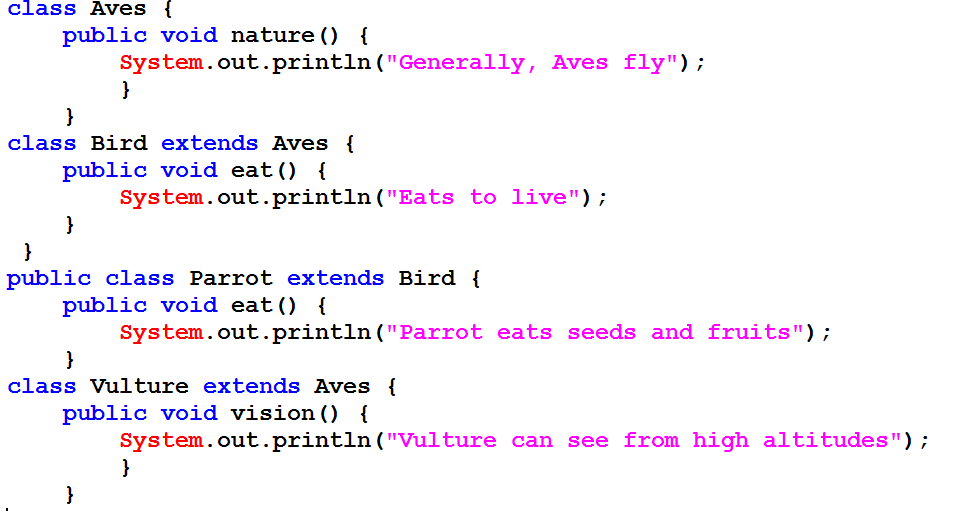 class Aves {
    public void nature() {
        System.out.println("Generally, Aves fly");
        }
    }
class Bird extends Aves {
    public void eat() {
        System.out.println("Eats to live");
    }
 }
public class Parrot extends Bird {
    public void eat() {
        System.out.println("Parrot eats seeds and fruits");
    }
class Vulture extends Aves {
    public void vision() {
        System.out.println("Vulture can see from high altitudes");
        }
    }